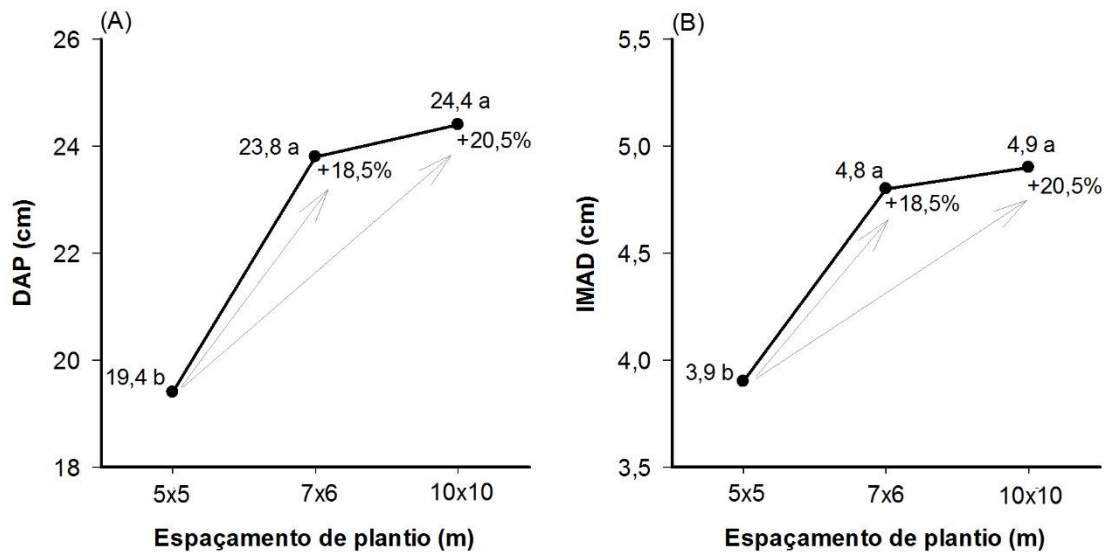 (A)
DAP (cm)
26
24
22
20
18
24,4 a
+20,5%
23,8 a
+18,5%
19,4 b
5x5
7x6
10x10
Espaçamento de plantio (m)
(B)
IMAD (cm)
5,5
5,0
4,5
4,0
3,5
4,9 a
+20,5%
4,8 a
+18,5%
3,9 b
5x5
7x6
10x10
Espaçamento de plantio (m)